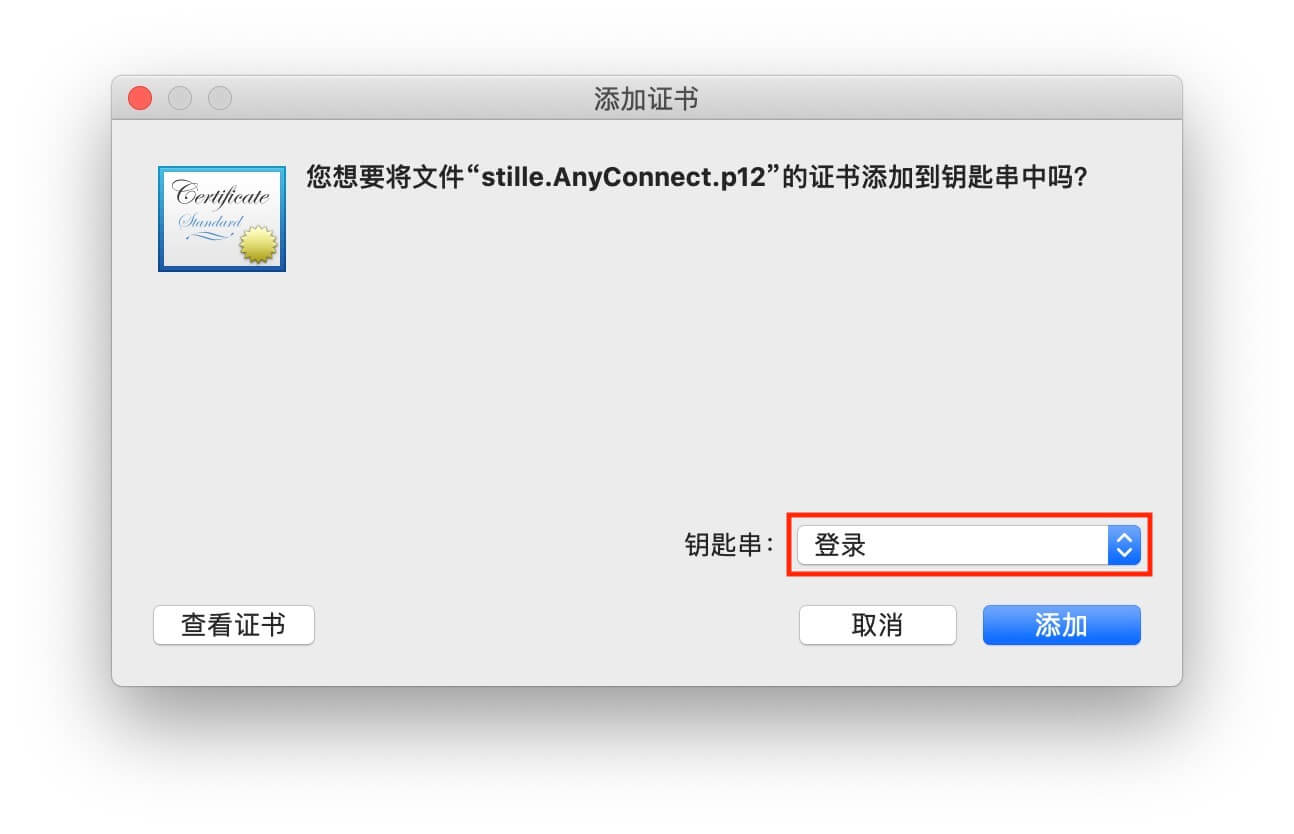 添加证书
Certificate
Standard
您想要将文件“stille.AnyConnect.p12”的证书添加到钥匙串中吗?
钥匙串：
登录
查看证书
取消
添加